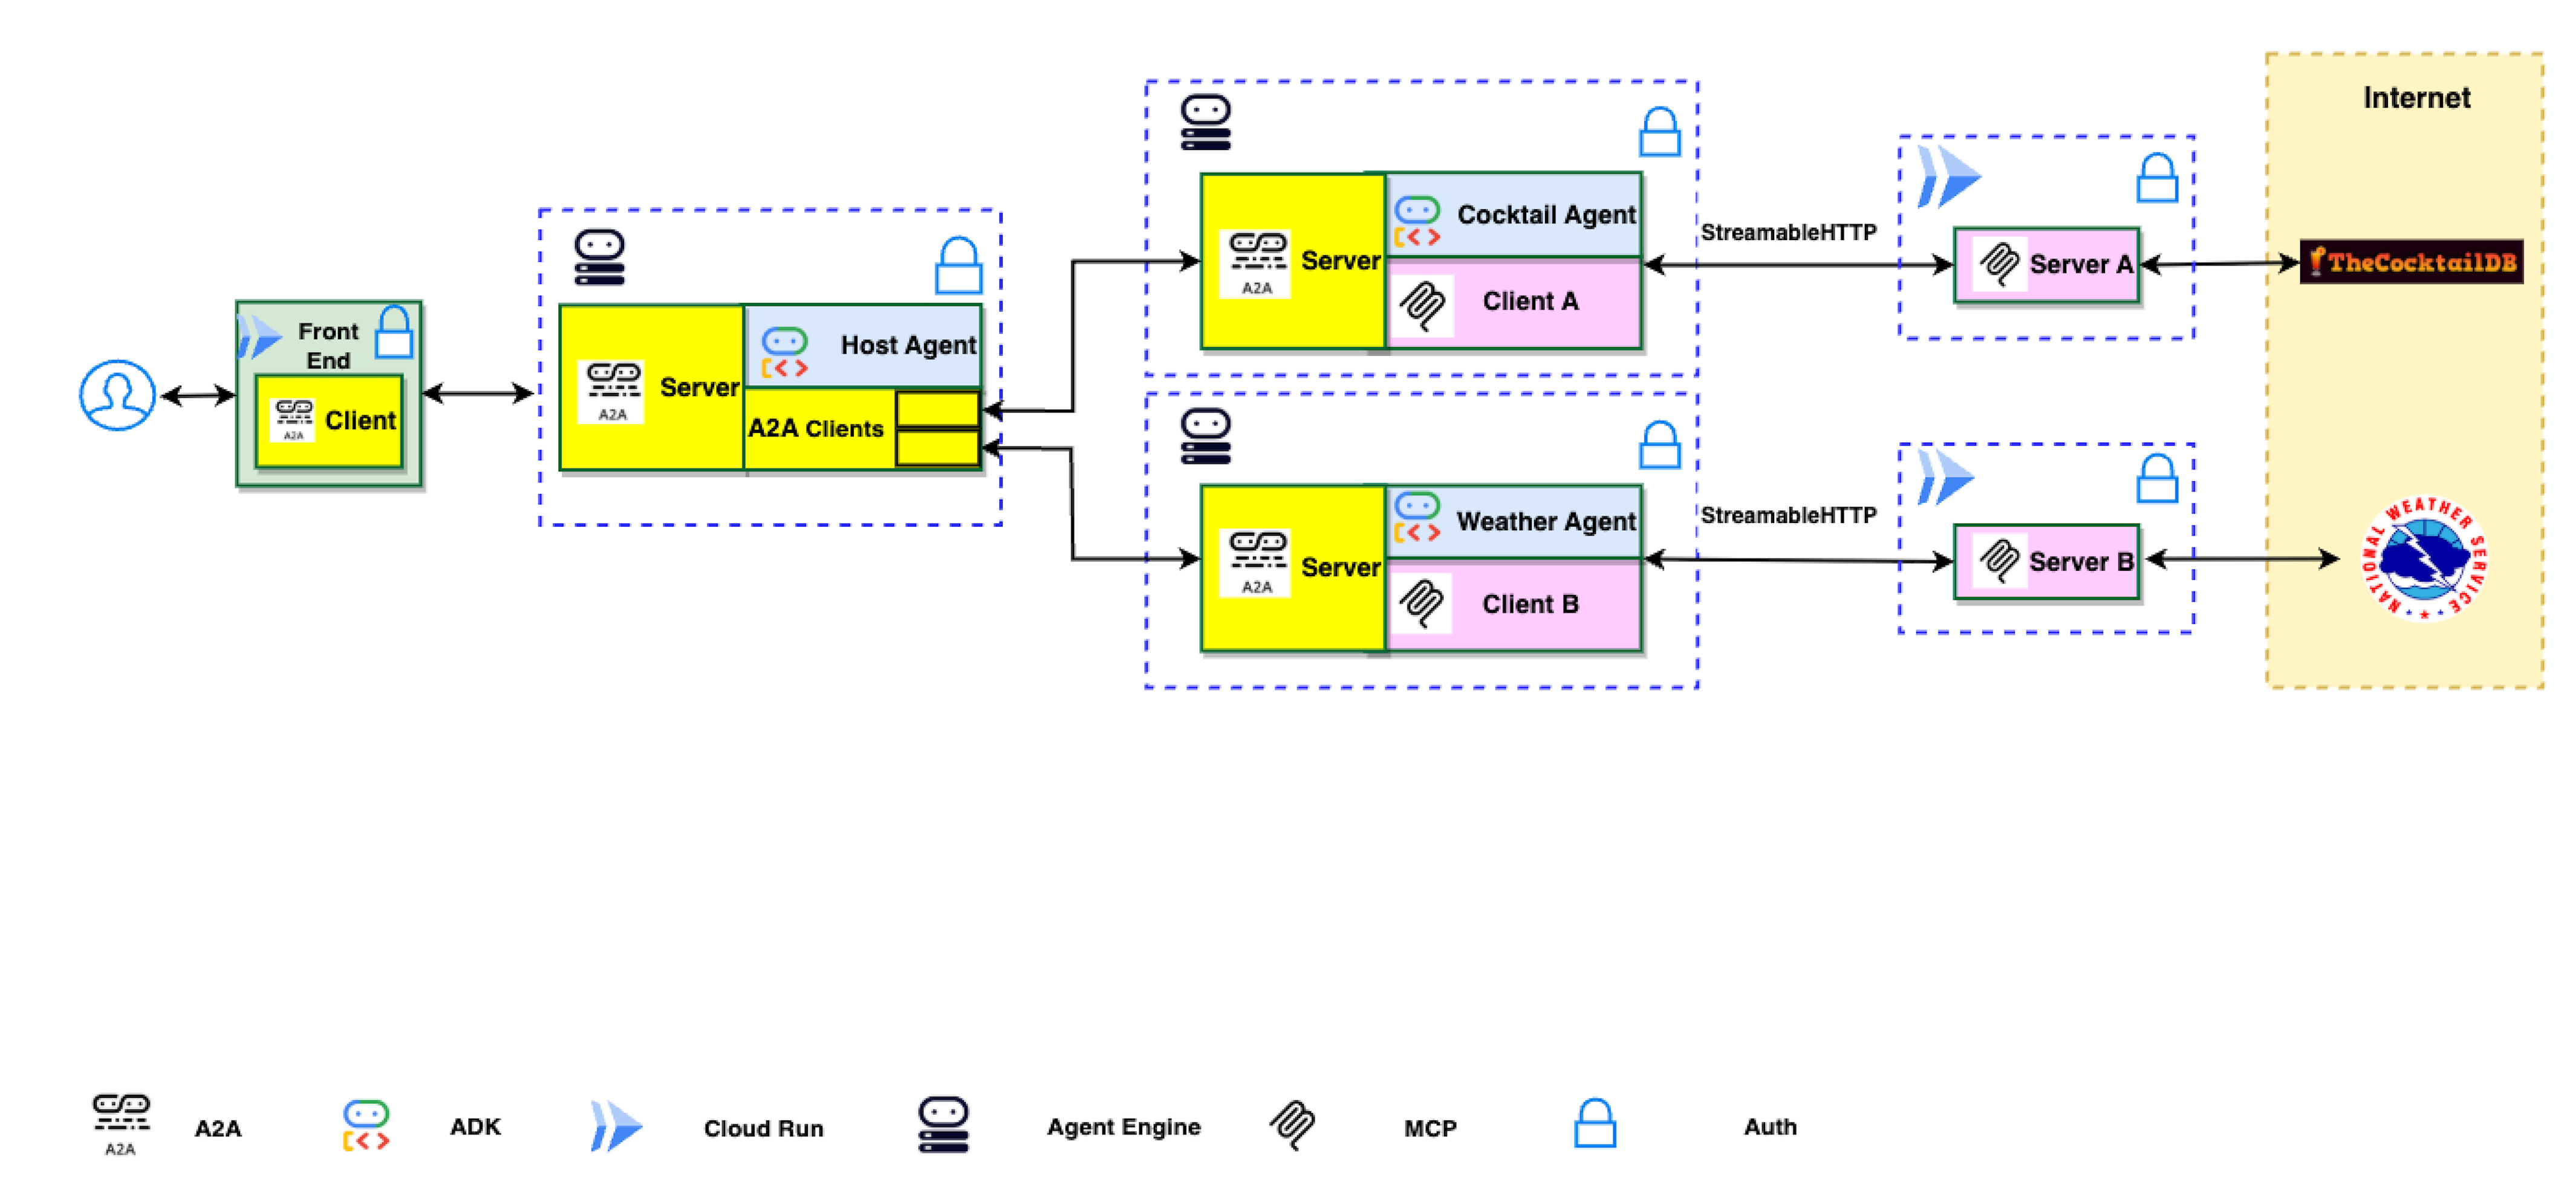 Internet
Cocktail Agent
A2A
Server
Client A
StreamableHTTP
Server A
TheCocktailDB
Front
End
A2A
Client
A2A
Server
Host Agent
A2A Clients
Weather Agent
A2A
Server
Client B
StreamableHTTP
Server B
NATIONAL WEATHER SERVICE
A2A
A2A
ADK
Cloud Run
Agent Engine
MCP
Auth